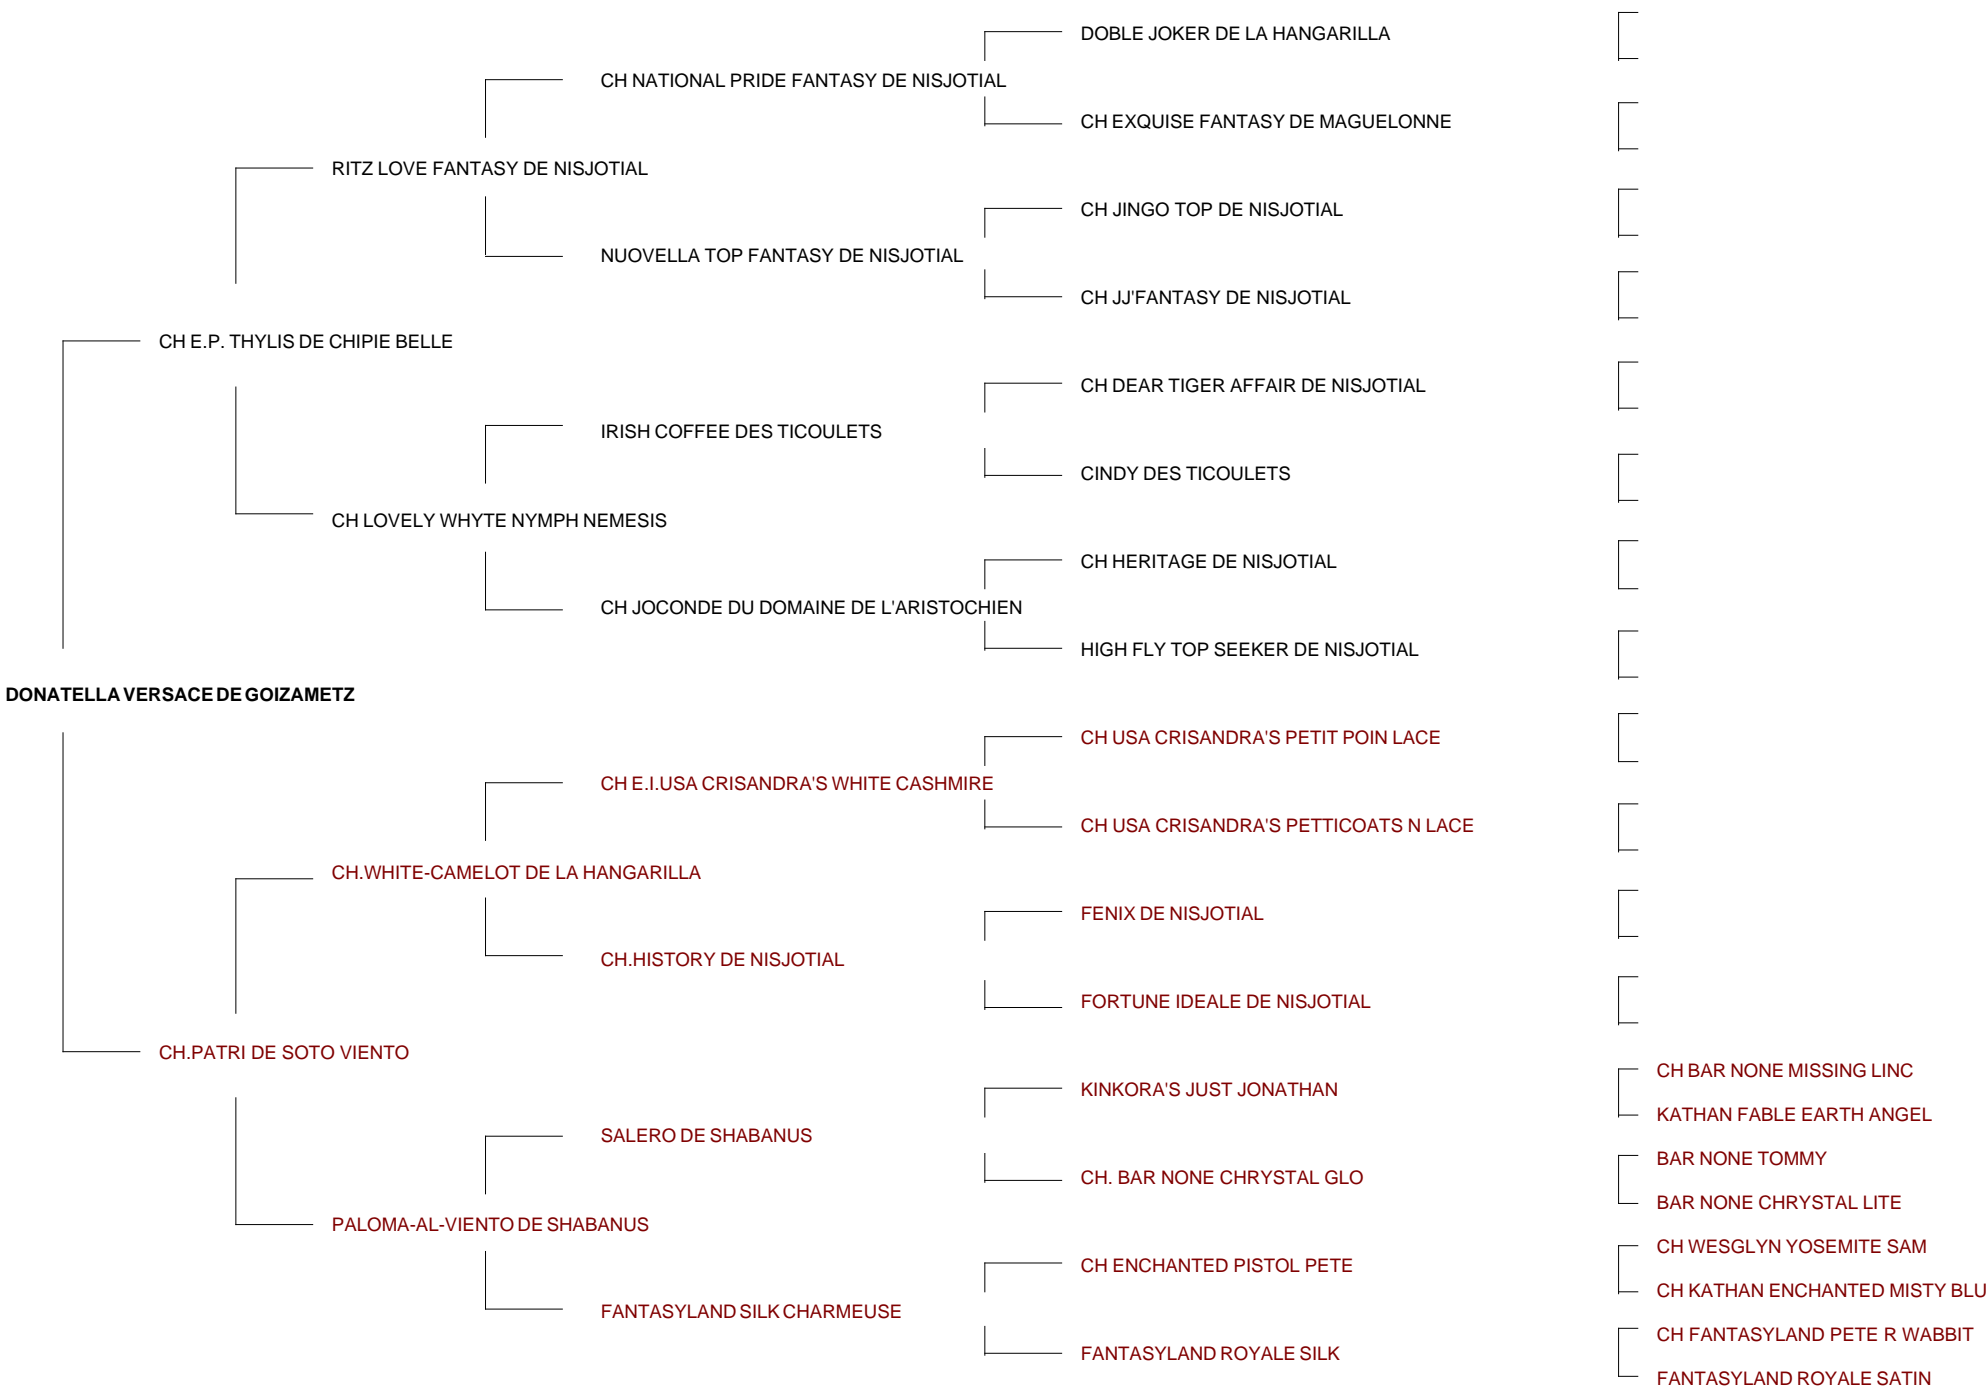 DOBLE JOKER DE LA HANGARILLA
CH NATIONAL PRIDE FANTASY DE NISJOTIAL
CH EXQUISE FANTASY DE MAGUELONNE
RITZ LOVE FANTASY DE NISJOTIAL
CH JINGO TOP DE NISJOTIAL
NUOVELLA TOP FANTASY DE NISJOTIAL
CH JJ'FANTASY DE NISJOTIAL
CH E.P. THYLIS DE CHIPIE BELLE
CH DEAR TIGER AFFAIR DE NISJOTIAL
IRISH COFFEE DES TICOULETS
CINDY DES TICOULETS
CH LOVELY WHYTE NYMPH NEMESIS
CH HERITAGE DE NISJOTIAL
CH JOCONDE DU DOMAINE DE L'ARISTOCHIEN
HIGH FLY TOP SEEKER DE NISJOTIAL
DONATELLA VERSACE DE GOIZAMETZ
CH USA CRISANDRA'S PETIT POIN LACE
CH E.I.USA CRISANDRA'S WHITE CASHMIRE
CH USA CRISANDRA'S PETTICOATS N LACE
CH.WHITE-CAMELOT DE LA HANGARILLA
FENIX DE NISJOTIAL
CH.HISTORY DE NISJOTIAL
FORTUNE IDEALE DE NISJOTIAL
CH.PATRI DE SOTO VIENTO
CH BAR NONE MISSING LINC
KINKORA'S JUST JONATHAN
KATHAN FABLE EARTH ANGEL
SALERO DE SHABANUS
BAR NONE TOMMY
CH. BAR NONE CHRYSTAL GLO
BAR NONE CHRYSTAL LITE
PALOMA-AL-VIENTO DE SHABANUS
CH WESGLYN YOSEMITE SAM
CH ENCHANTED PISTOL PETE
CH KATHAN ENCHANTED MISTY BLU
FANTASYLAND SILK CHARMEUSE
CH FANTASYLAND PETE R WABBIT
FANTASYLAND ROYALE SILK
FANTASYLAND ROYALE SATIN